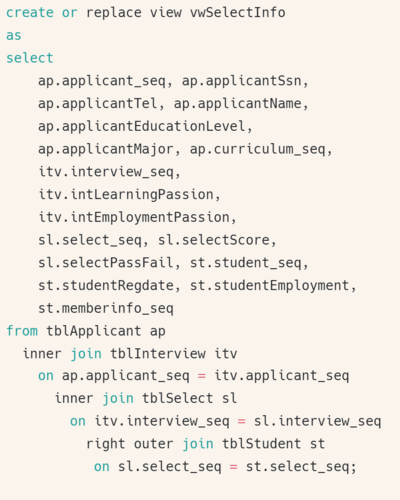 create or replace view vwSelectInfo
as
select
    ap.applicant_seq, ap.applicantSsn,
    ap.applicantTel, ap.applicantName,
    ap.applicantEducationLevel,
    ap.applicantMajor, ap.curriculum_seq,
    itv.interview_seq,
    itv.intLearningPassion,
    itv.intEmploymentPassion,
    sl.select_seq, sl.selectScore,
    sl.selectPassFail, st.student_seq,
    st.studentRegdate, st.studentEmployment,
    st.memberinfo_seq
from tblApplicant ap
  inner join tblInterview itv
    on ap.applicant_seq = itv.applicant_seq
      inner join tblSelect sl
        on itv.interview_seq = sl.interview_seq
          right outer join tblStudent st
           on sl.select_seq = st.select_seq;